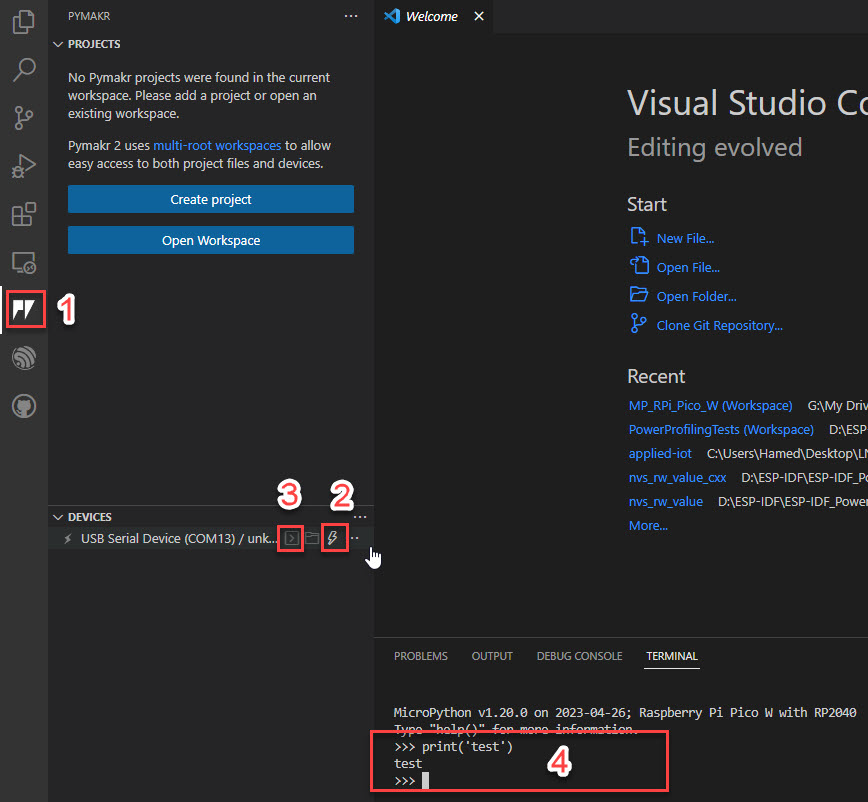 PYMAKR
PROJECTS
No Pymakr projects were found in the current
workspace. Please add a project or open an
existing workspace.
Pymakr 2 uses multi-root workspaces to allow
easy access to both project files and devices.
Create project
Open Workspace
1
3 2
DEVICES
USB Serial Device (COM13) / unk...
Welcome
Visual Studio Co
Editing evolved
Start
New File...
Open File...
Open Folder...
Clone Git Repository...
Recent
MP_RPi_Pico_W (Workspace) G:\My Driv
PowerProfilingTests (Workspace) D:\ESP
applied-iot C:\Users\Hamed\Desktop\LN
nvs_rw_value_cxx D:\ESP-IDF\ESP-IDF_Po
nvs_rw_value D:\ESP-IDF\ESP-IDF_Power
More...
PROBLEMS OUTPUT DEBUG CONSOLE TERMINAL
MicroPython v1.20.0 on 2023-04-26; Raspberry Pi Pico W with RP2040
Type "help()" for more information.
>>> print('test')
test
>>>
4